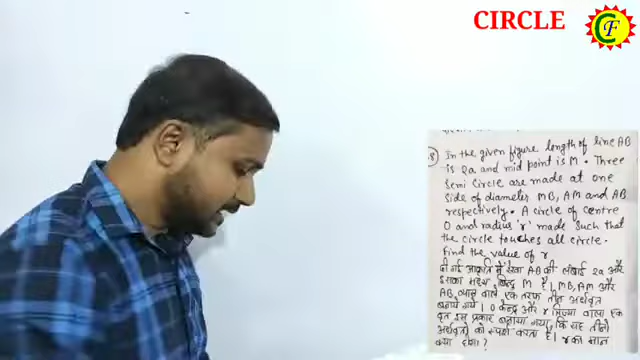 CIRCLE
CF
In the given figure length of line AB
is 2a and mid point is M. Three
Semi circle are made at one
side of diameter MB, AM and AB
respectively. A circle of centre
O and radius 'r' made such that
the circle touches all circle.
Find the value of r
दी गई आकृति में रेखा AB की लंबाई 2a और
इसका मध्य बिन्दु M है। MB, AM और
AB व्यास वाले एक तरफ तीन अर्धवृत
बनाये गये। O केन्द्र और r त्रिज्या वाला एक
वृत इस प्रकार बनाया गया, कि यह तीनों
अर्धवृतों को स्पर्श करता है। r का मान
क्या होगा?